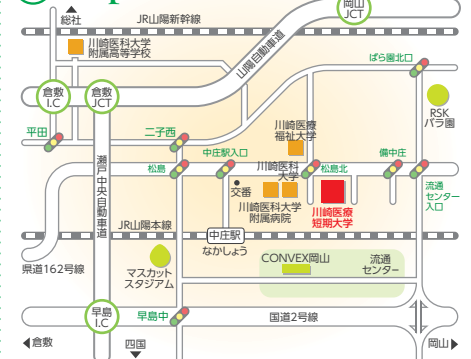 総社
JR山陽新幹線
岡山
JCT
川崎医科大学
附属高等学校
山陽自動車道
ばら園北口
倉敷
I.C
倉敷
JCT
RSK
バラ園
平田
二子西
川崎医療
福祉大学
中庄駅入口
松島
川崎医科
大学
松島北
備中庄
交番
瀬戸中央自動車道
川崎医科大学
附属病院
川崎医療
短期大学
流通
センター
入口
JR山陽本線
中庄駅
なかしょう
県道162号線
マスカット
スタジアム
CONVEX岡山
流通
センター
早島
I.C
早島中
国道2号線
倉敷
四国
岡山